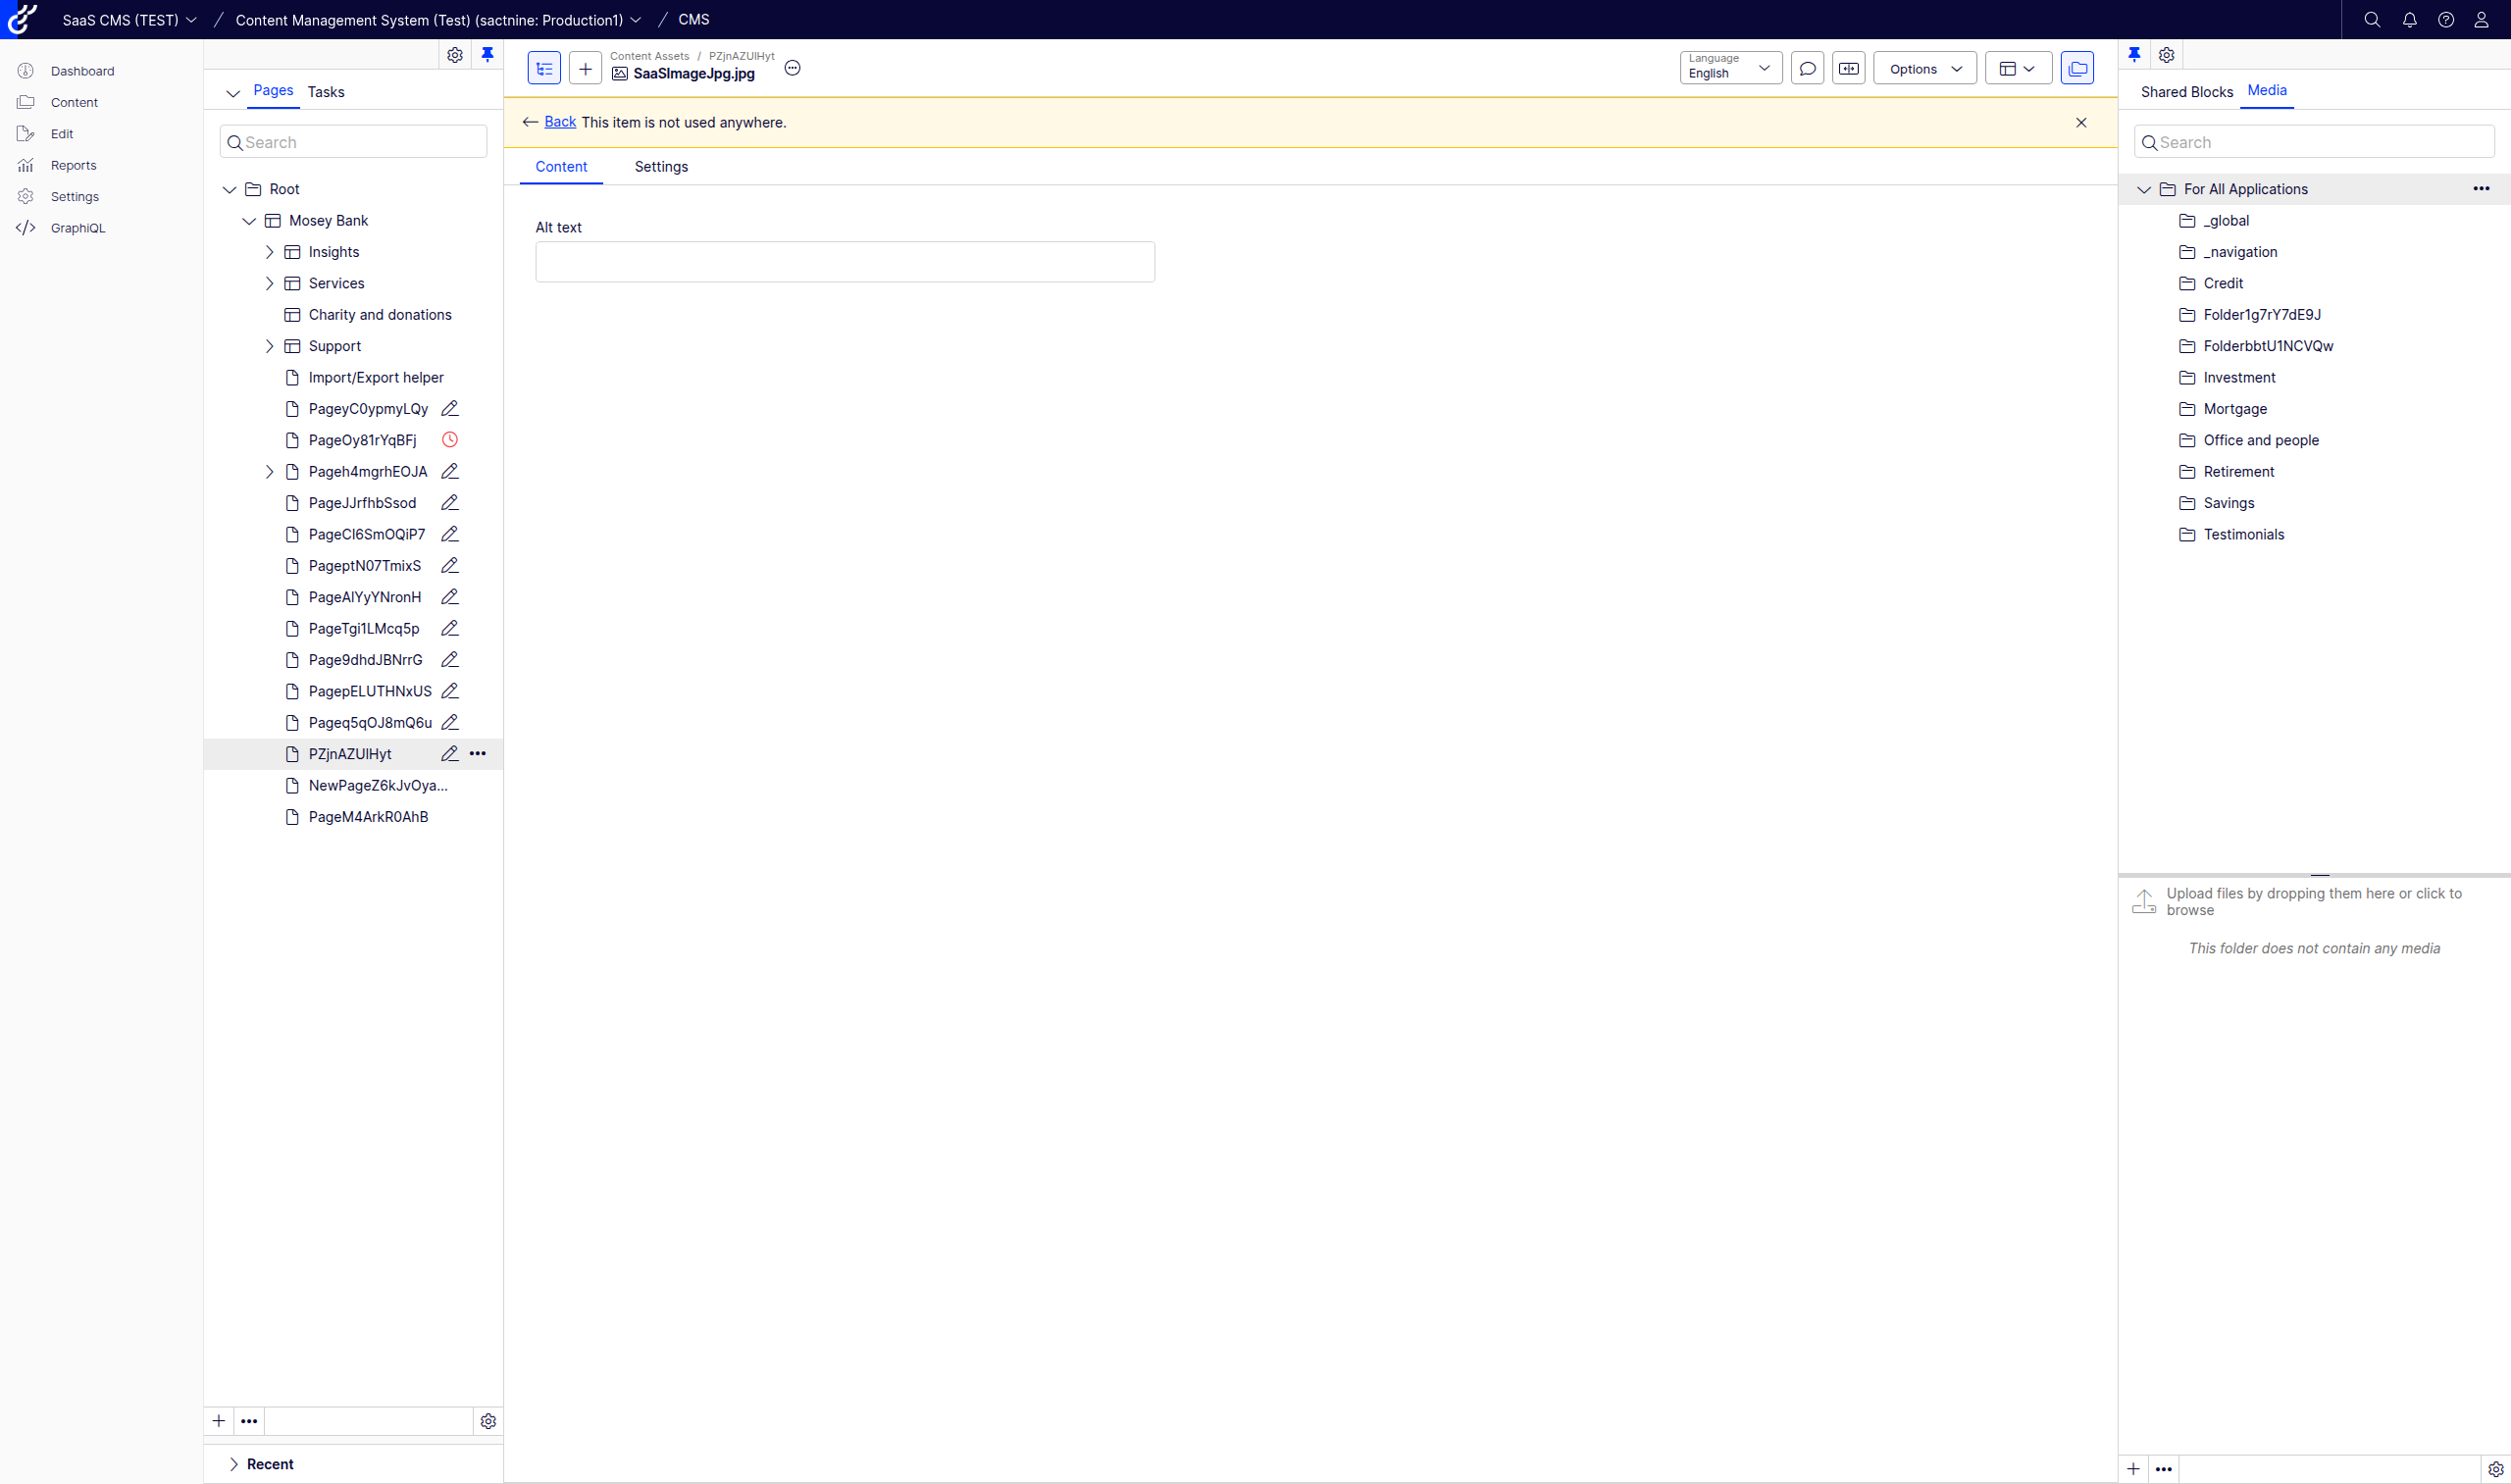 SaaS CMS (TEST) / Content Management System (Test) (sactnine: Production1) / CMS
Dashboard
Content
Edit
Reports
Settings
GraphiQL
Pages Tasks
Search
Root
Mosey Bank
Insights
Services
Charity and donations
Support
Import/Export helper
PageyC0ypmyLQy
PageOy81rYqBFj
Pageh4mgrhEOJA
PageJJrfhbSsod
PageCl6SmOQiP7
PageptN07TmixS
PageAlYyYNronH
PageTgi1LMcq5p
Page9dhdJBNrrG
PagepELUTHNxUS
Pageq5qOJ8mQ6u
PZjnAZUlHyt
NewPageZ6kJvOya...
PageM4ArkR0AhB
Recent
Content Assets / PZjnAZUlHyt
SaaSImageJpg.jpg
Language
English
Options
Back This item is not used anywhere.
Content Settings
Alt text
Shared Blocks Media
Search
For All Applications
_global
_navigation
Credit
Folder1g7rY7dE9J
FolderbbtU1NCVQw
Investment
Mortgage
Office and people
Retirement
Savings
Testimonials
Upload files by dropping them here or click to
browse
This folder does not contain any media